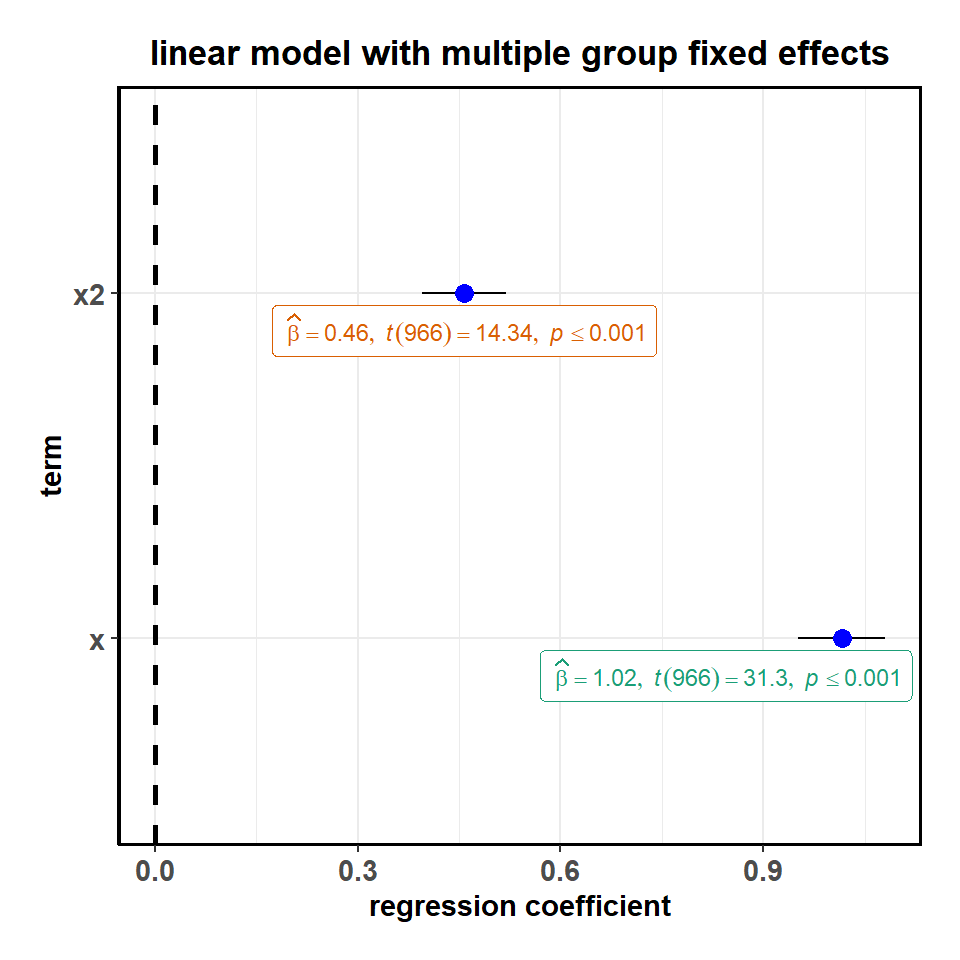 linear model with multiple group fixed effects
x2
β̂ = 0.46, t(966) = 14.34, p ≤ 0.001
term
x
β̂ = 1.02, t(966) = 31.3, p ≤ 0.001
0.0 0.3 0.6 0.9
regression coefficient